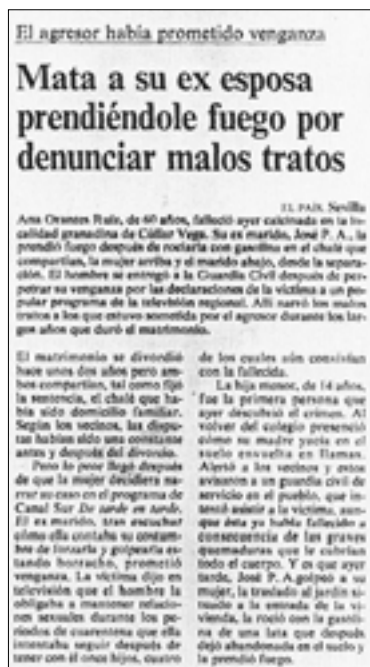 El agresor había prometido venganza
Mata a su ex esposa
prendiéndole fuego por
denunciar malos tratos
EL PAÍS, Sevilla
Ana Orantes Ruiz, de 60 años, falleció ayer calcinada en la lo-
calidad granadina de Cúllar Vega. Su ex marido, José P. A., la
prendió fuego después de rociarla con gasolina en el chalé que
compartían, la mujer arriba y el marido abajo, desde la separa-
ción. El hombre se entregó a la Guardia Civil después de per-
petrar su venganza por las declaraciones de la víctima a un po-
pular programa de la televisión regional. Allí narró los malos
tratos a los que estuvo sometida por el agresor durante los lar-
gos años que duró el matrimonio.
El matrimonio se divorció
hace unos dos años pero am-
bos compartían, tal como fijó
la sentencia, el chalé que ha-
bía sido domicilio familiar.
Según los vecinos, las dispu-
tas habían sido una constante
antes y después del divorcio.
Pero lo peor llegó después
de que la mujer decidiera na-
rrar su caso en el programa de
Canal Sur De tarde en tarde.
El ex marido, tras escuchar
cómo ella contaba su costum-
bre de forzarla y golpearla es-
tando borracho, prometió
venganza. La víctima dijo en
televisión que el hombre la
obligaba a mantener relacio-
nes sexuales durante los pe-
ríodos de cuarentena que ella
intentaba seguir después de
tener con él once hijos, cuatro
de los cuales aún convivían
con la fallecida.
La hija menor, de 14 años,
fue la primera persona que
ayer descubrió el crimen. Al
volver del colegio presenció
cómo su madre yacía en el
suelo envuelta en llamas.
Alertó a los vecinos y estos
avisaron a un guardia civil de
servicio en el pueblo, que in-
tentó asistir a la víctima, aun-
que ésta ya había fallecido a
consecuencia de las graves
quemaduras que le cubrían
todo el cuerpo. Y es que ayer
tarde, José P. A. golpeó a su
mujer, la trasladó al jardín si-
tuado a la entrada de la vi-
vienda, la roció con la gasoli-
na de una lata que después
dejó abandonada en el suelo y
la prendió fuego.